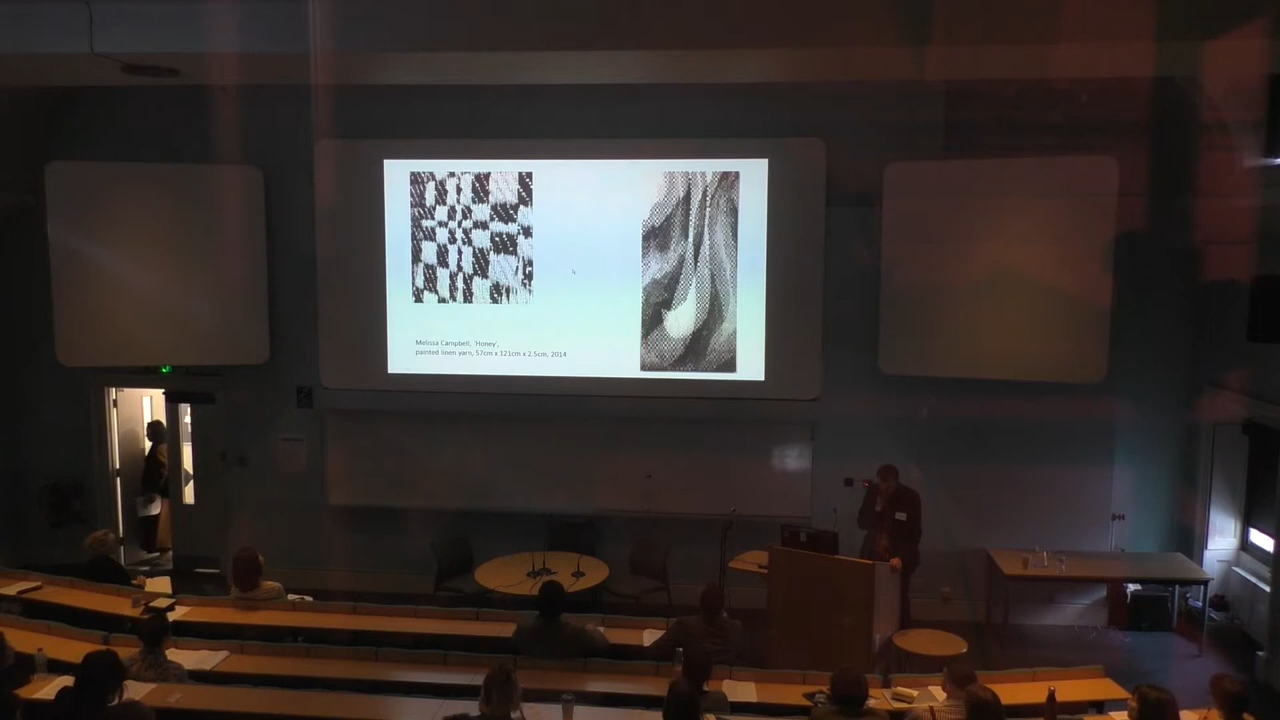 Melissa Campbell, 'Honey',
painted linen yarn, 57cm x 121cm x 2.5cm, 2014